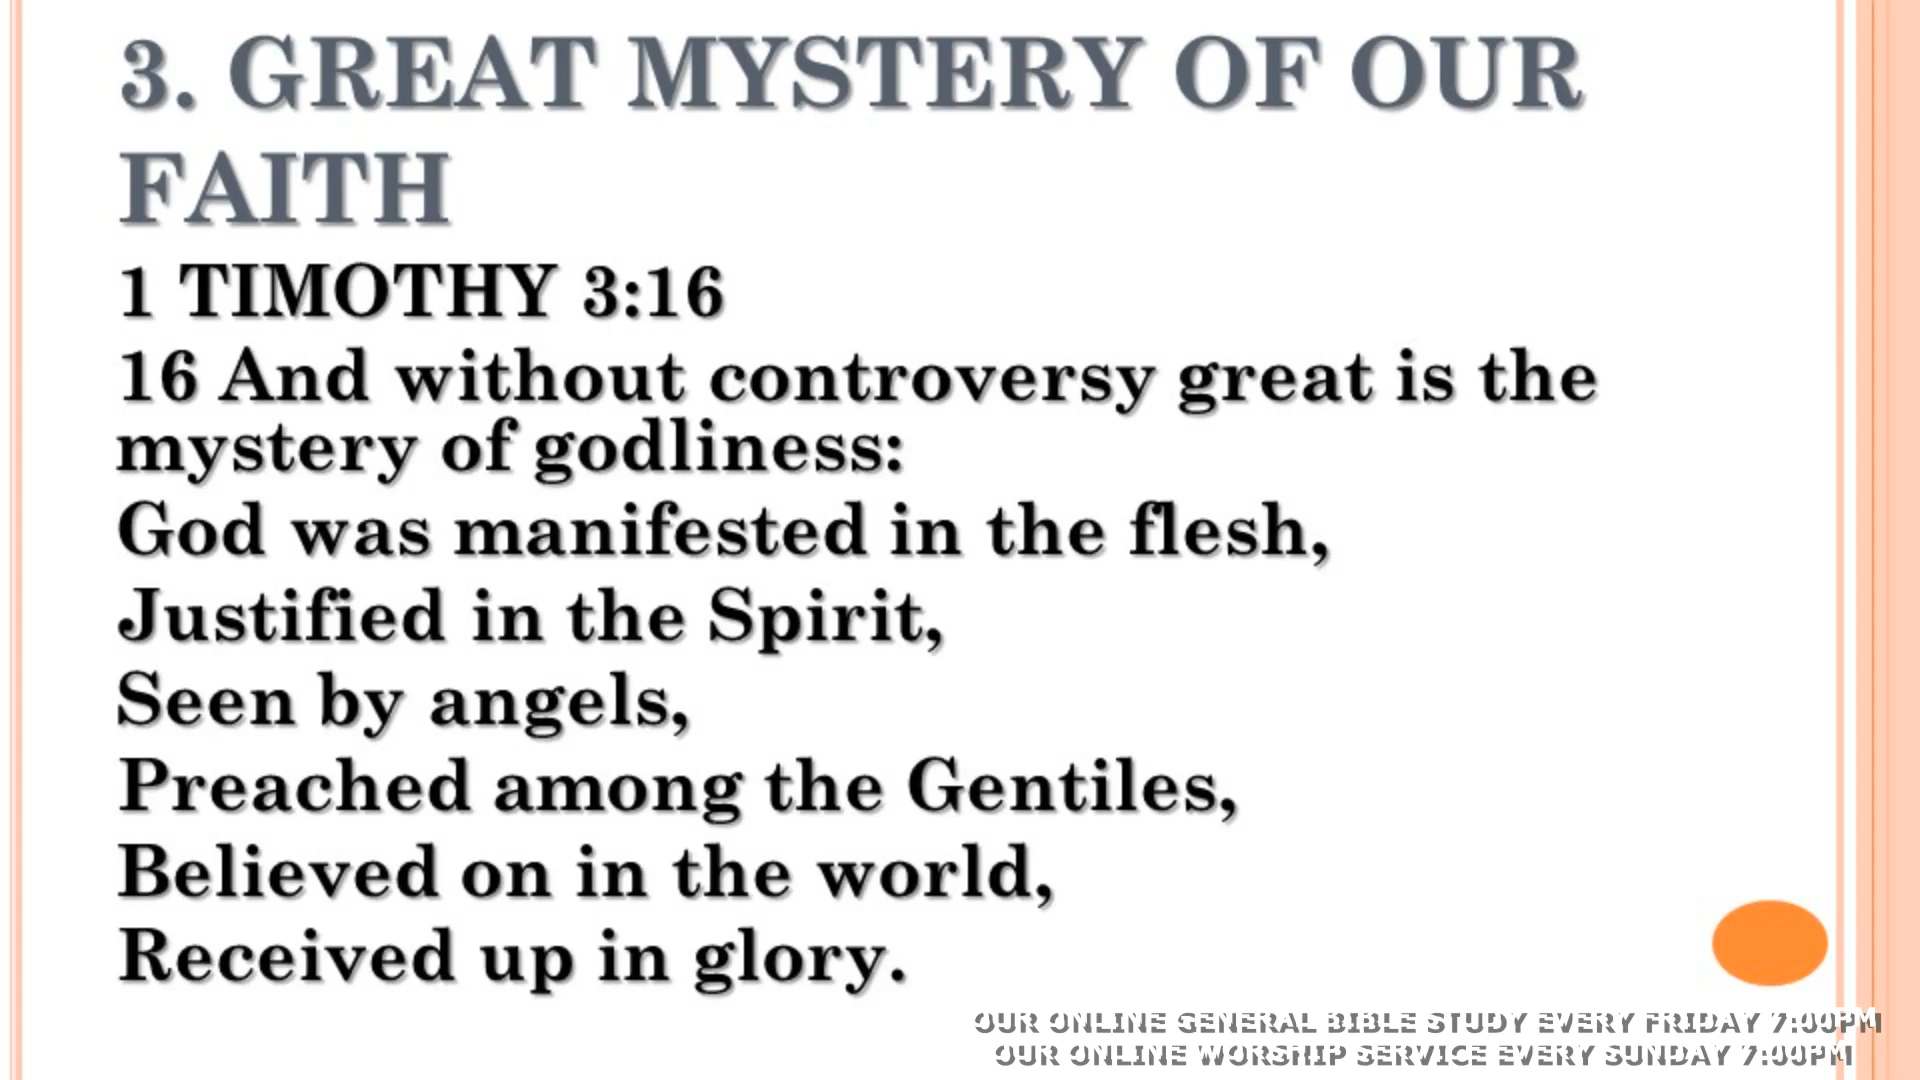 3. GREAT MYSTERY OF OUR
FAITH
1 TIMOTHY 3:16
16 And without controversy great is the
mystery of godliness:
God was manifested in the flesh,
Justified in the Spirit,
Seen by angels,
Preached among the Gentiles,
Believed on in the world,
Received up in glory.
OUR ONLINE GENERAL BIBLE STUDY EVERY FRIDAY 7:00PM
OUR ONLINE WORSHIP SERVICE EVERY SUNDAY 7:00PM